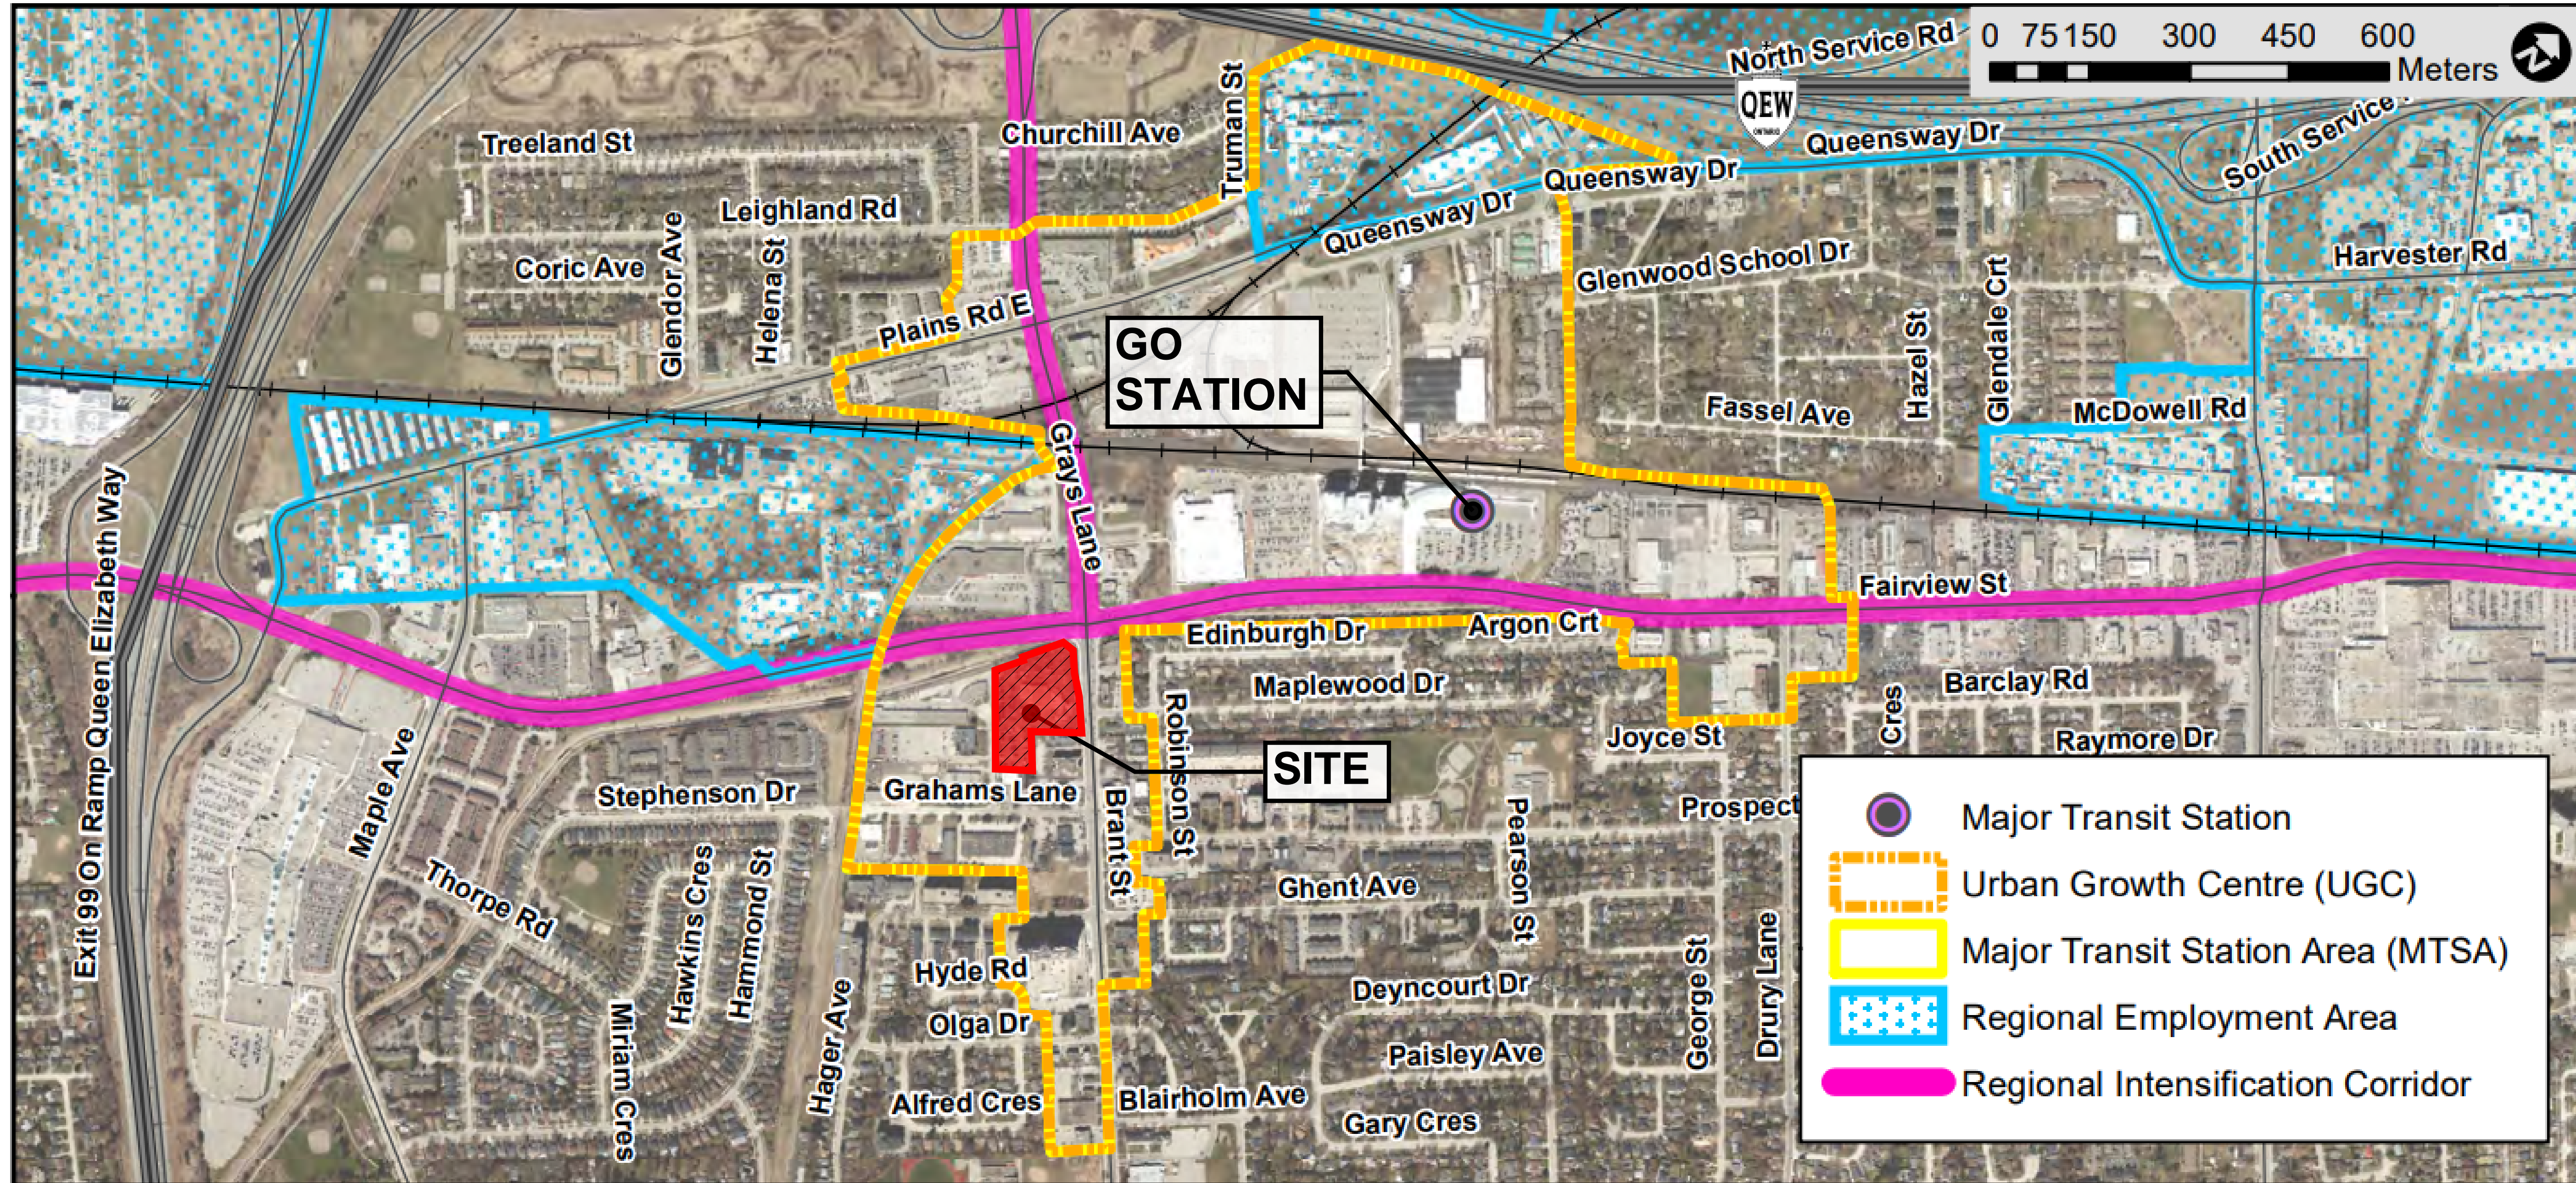 North Service Rd
0 75 150 300 450 600
Meters
QEW
ONTARIO
Truman St
Churchill Ave
Treeland St
Queensway Dr
South Service
Queensway Dr
Leighland Rd
Queensway Dr
Glendor Ave
Helena St
Coric Ave
Glenwood School Dr
Harvester Rd
Plains Rd E
Hazel St
Glendale Crt
GO
STATION
Fassel Ave
McDowell Rd
Grays Lane
Exit 99 On Ramp Queen Elizabeth Way
Fairview St
Edinburgh Dr
Argon Crt
Maplewood Dr
Barclay Rd
Robinson St
Cres
Joyce St
Raymore Dr
Maple Ave
SITE
Stephenson Dr
Grahams Lane
Prospect
Brant St
Pearson St
Thorpe Rd
Hawkins Cres
Hammond St
Ghent Ave
George St
Drury Lane
Hyde Rd
Deyncourt Dr
Olga Dr
Miriam Cres
Hager Ave
Paisley Ave
Alfred Cres
Blairholm Ave
Gary Cres
Major Transit Station
Urban Growth Centre (UGC)
Major Transit Station Area (MTSA)
Regional Employment Area
Regional Intensification Corridor